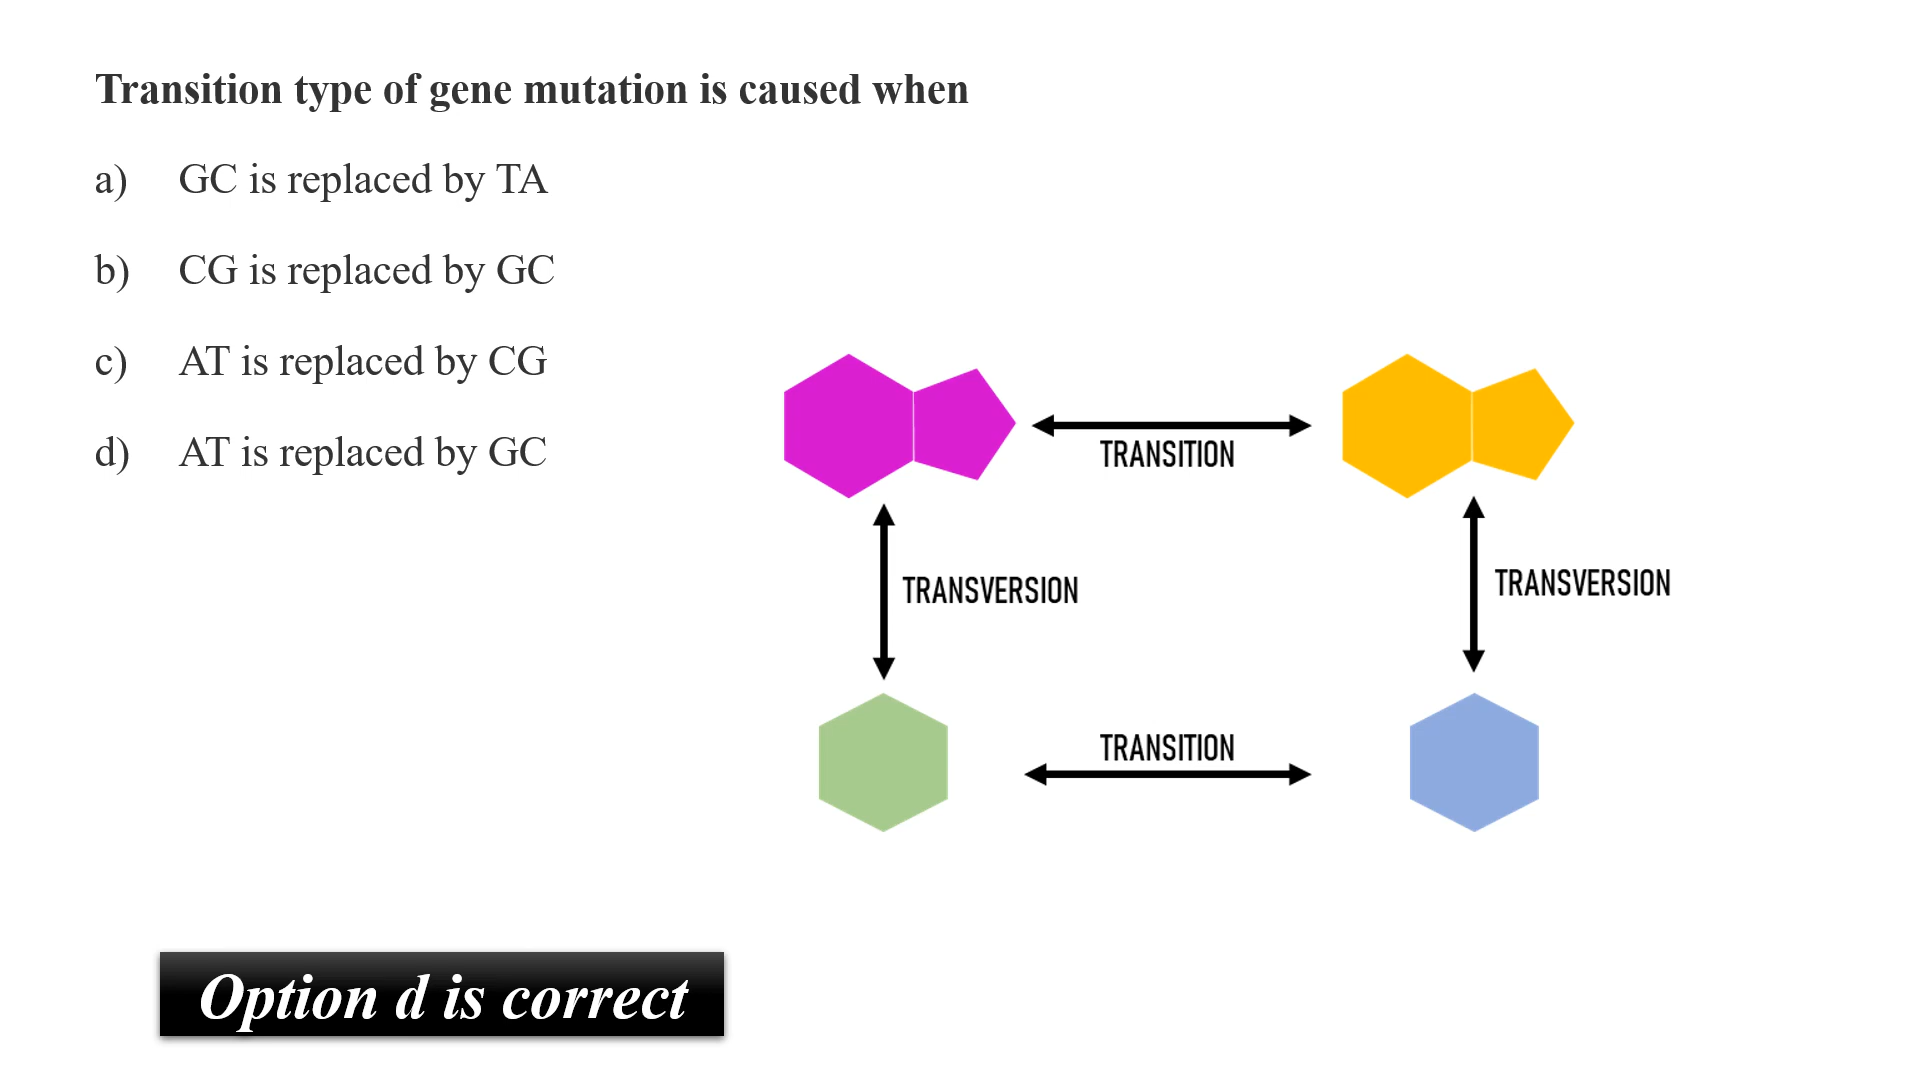 Transition type of gene mutation is caused when
a) GC is replaced by TA
b) CG is replaced by GC
c) AT is replaced by CG
d) AT is replaced by GC
TRANSITION
TRANSVERSION
TRANSVERSION
TRANSITION
Option d is correct